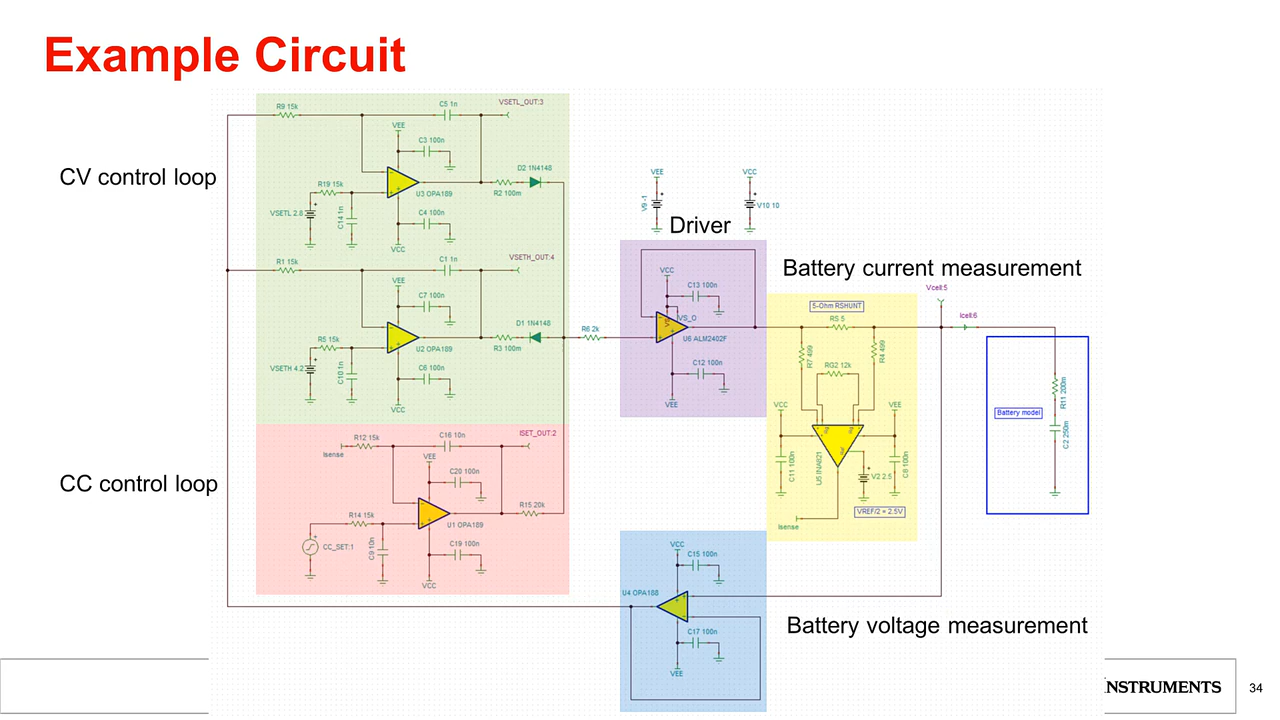 Example Circuit
CV control loop
R9 15k
C5 1n
VSETL_OUT:3
VEE
C3 100n
D2 1N4148
R19 15k
U3 OPA189
R2 100m
VSETL 2.8
C14 1n
C4 100n
VCC
R1 15k
C1 1n
VSETH_OUT:4
VEE
C7 100n
D1 1N4148
R5 15k
U2 OPA189
R3 100m
VSETH 4.2
C10 1n
C6 100n
VCC
R6 2k
CC control loop
R12 15k
C16 10n
ISET_OUT:2
Isense
VEE
C20 100n
R14 15k
U1 OPA189
R15 20k
CC_SET:1
C9 10n
C19 100n
VCC
VEE
VCC
V9 -1
V10 10
Driver
VCC
C13 100n
VS_O
U6 ALM2402F
C12 100n
VEE
Battery current measurement
Vcell:5
Icell:6
5-Ohm RSHUNT
RS 5
R7 499
R4 499
RG2 12k
VCC
VEE
C11 100n
U5 INA821
V2 2.5
C8 100n
VREF/2 = 2.5V
Isense
Battery model
R11 200m
C2 250m
VCC
C15 100n
U4 OPA188
C17 100n
VEE
Battery voltage measurement
INSTRUMENTS
34